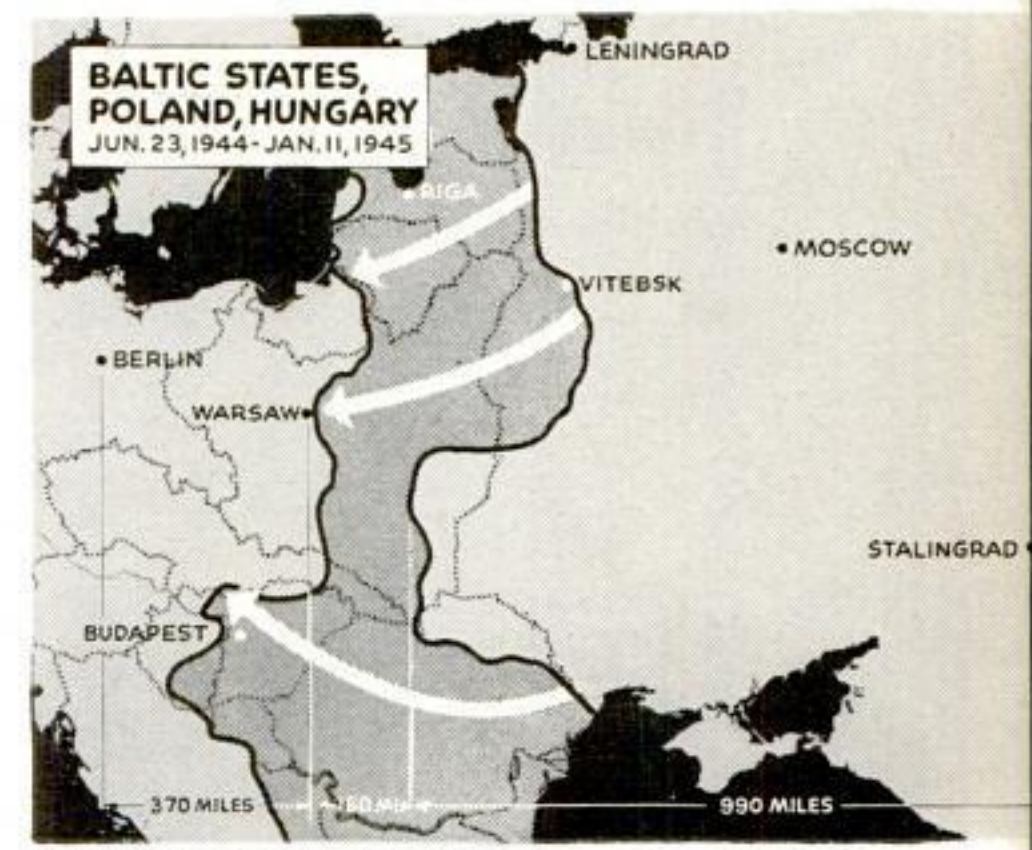 BALTIC STATES,
POLAND, HUNGARY
JUN. 23, 1944 - JAN. 11, 1945
LENINGRAD
RIGA
MOSCOW
VITEBSK
BERLIN
WARSAW
STALINGRAD
BUDAPEST
370 MILES
990 MILES